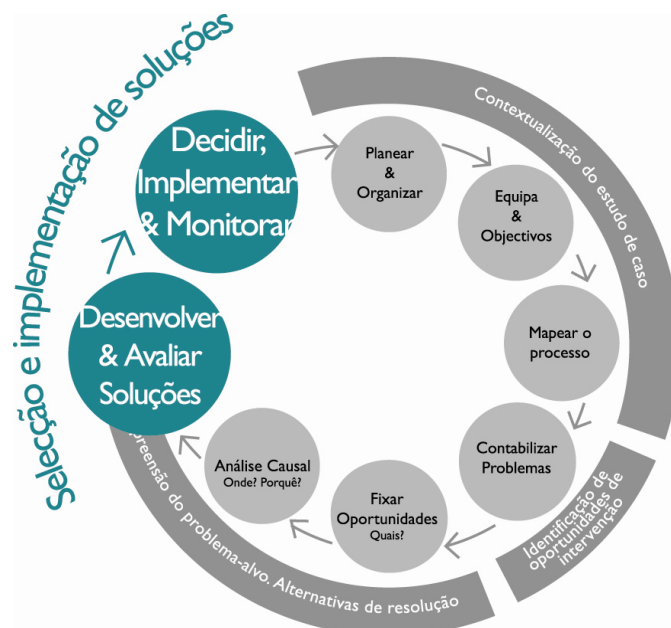 Selecção e implementação de soluções
Decidir,
Implementar
& Monitorar
Planear
&
Organizar
Contextualização do estudo de caso
Equipa
&
Objectivos
Mapear o
processo
Contabilizar
Problemas
Identificação de
oportunidades de
intervenção
Fixar
Oportunidades
Quais?
Análise Causal
Onde? Porquê?
Desenvolver
& Avaliar
Soluções
preensão do problema-alvo. Alternativas de resolução